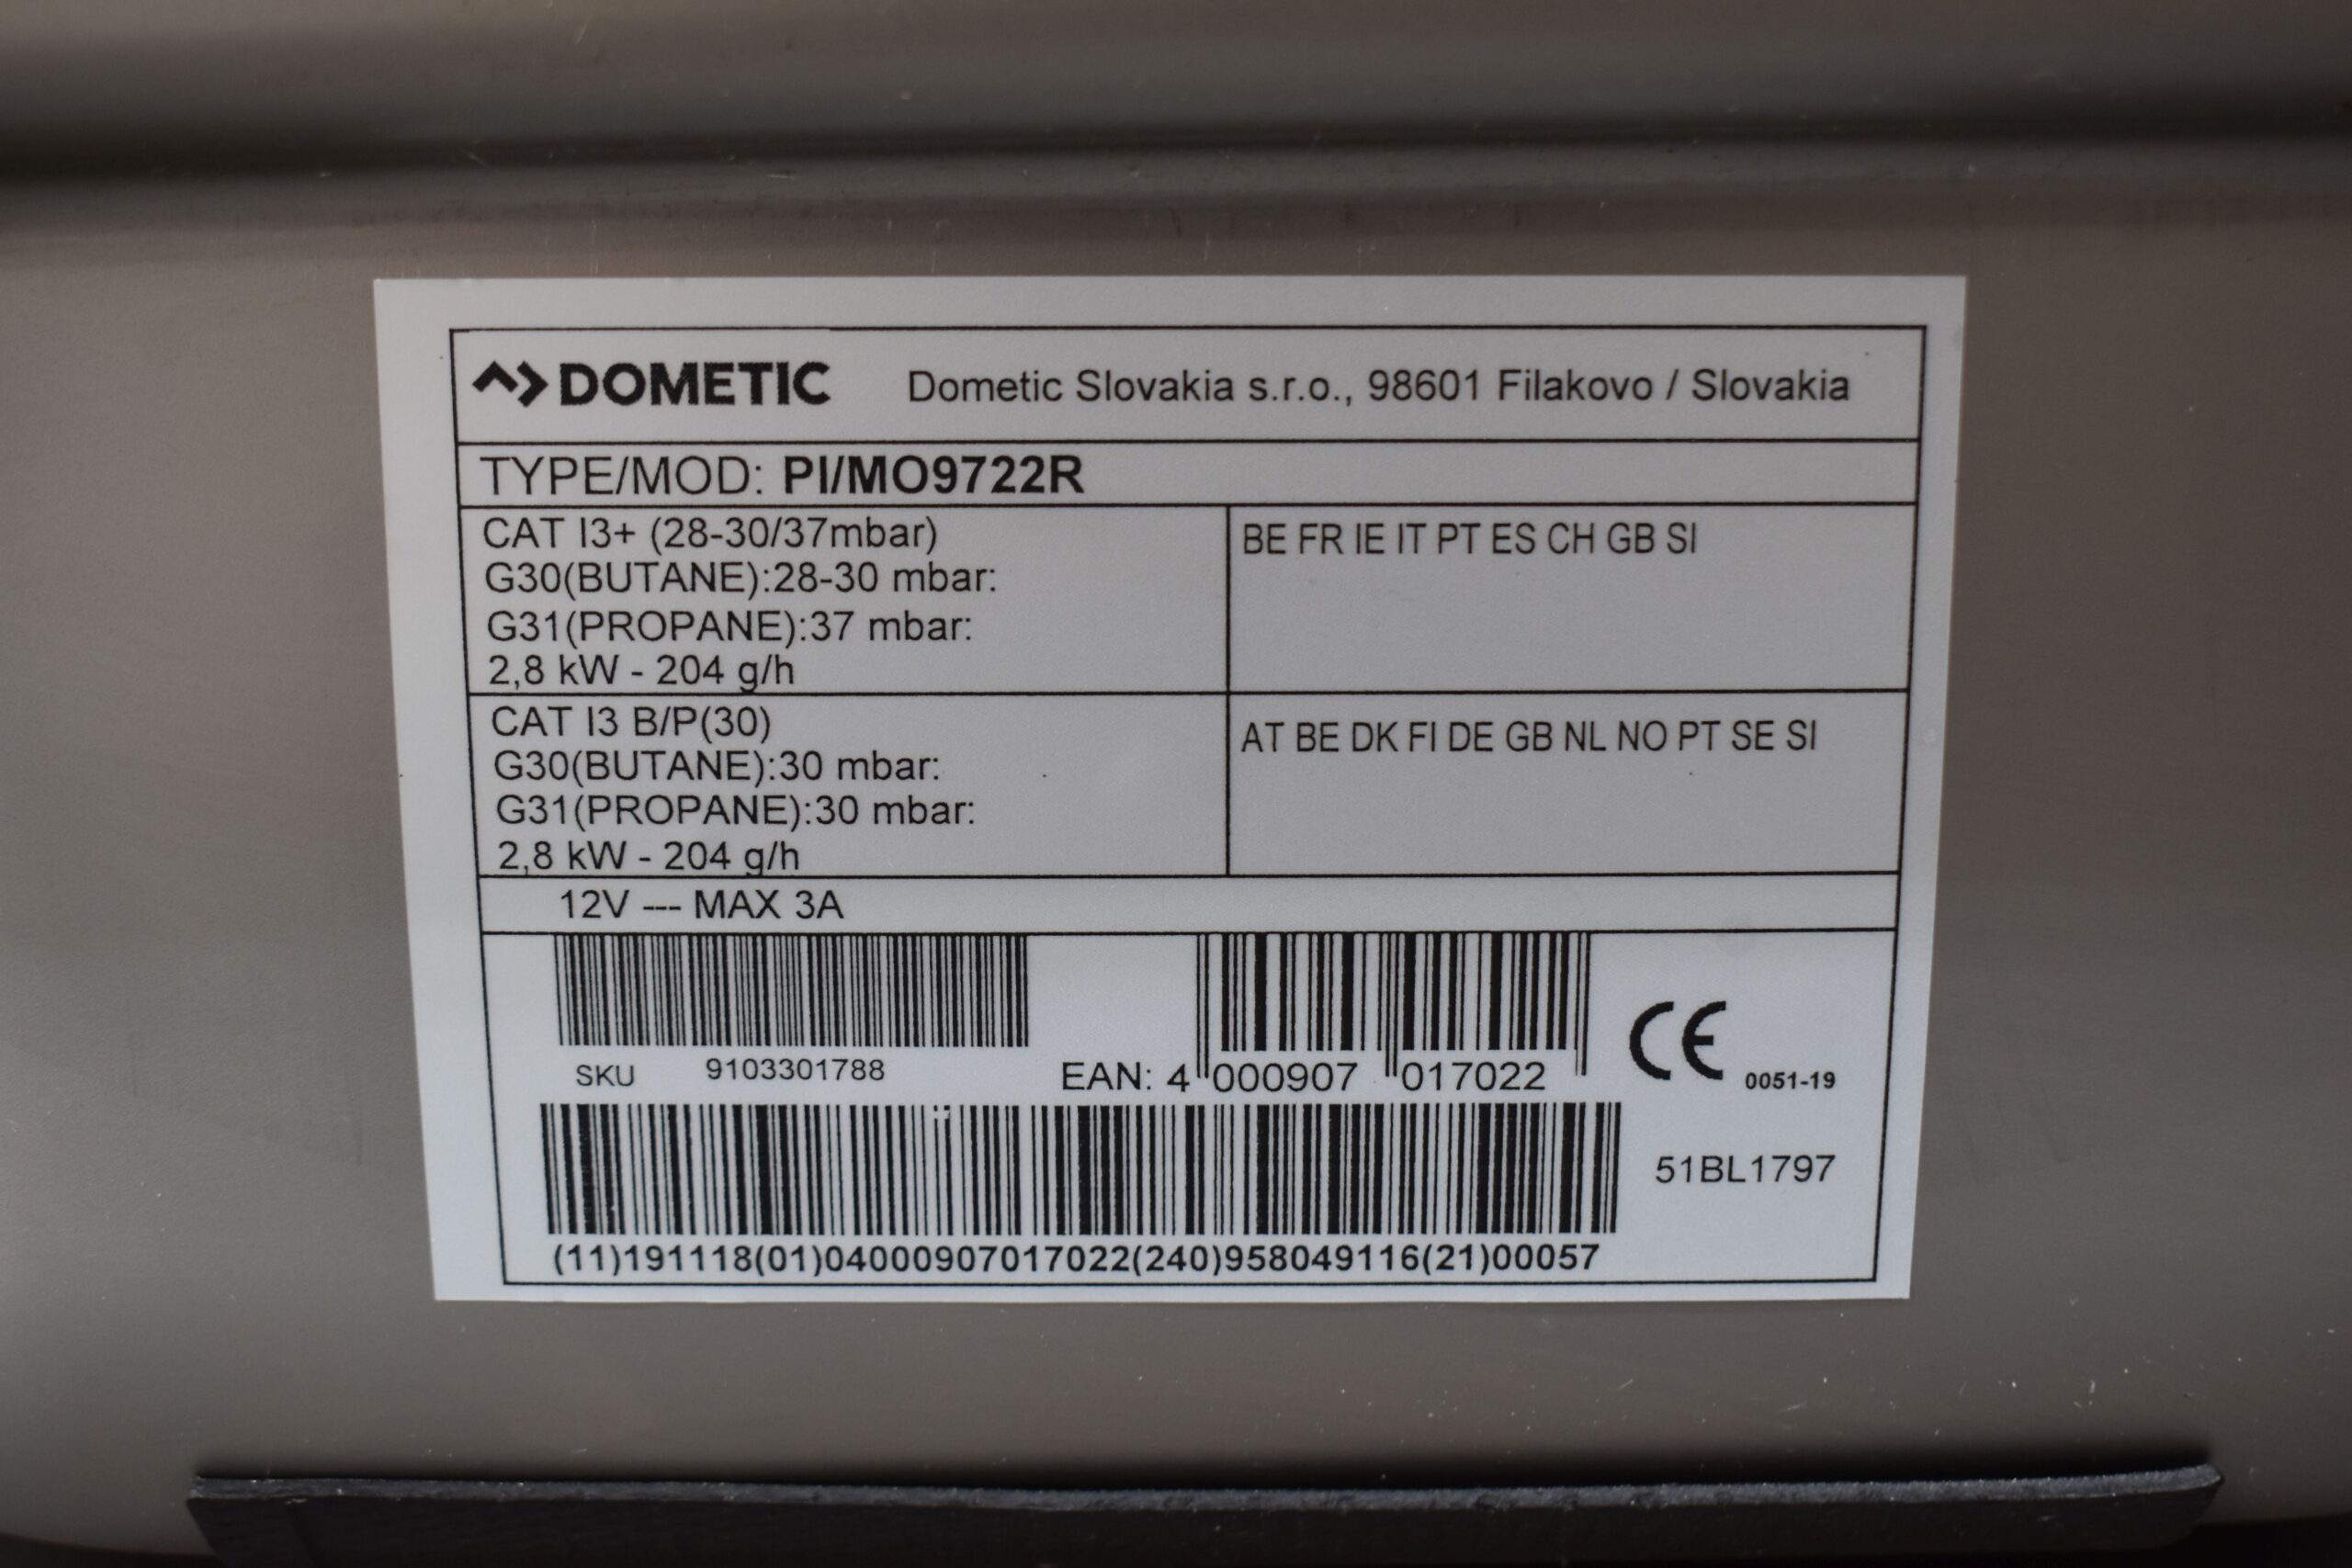 DOMETIC Dometic Slovakia s.r.o., 98601 Filakovo / Slovakia
TYPE/MOD: PI/MO9722R
CAT I3+ (28-30/37mbar)
G30(BUTANE):28-30 mbar:
G31(PROPANE):37 mbar:
2,8 kW - 204 g/h
BE FR IE IT PT ES CH GB SI
CAT I3 B/P(30)
G30(BUTANE):30 mbar:
G31(PROPANE):30 mbar:
2,8 kW - 204 g/h
AT BE DK FI DE GB NL NO PT SE SI
12V --- MAX 3A
SKU 9103301788
EAN: 4 000907 017022
CE 0051-19
51BL1797
(11)191118(01)04000907017022(240)958049116(21)00057